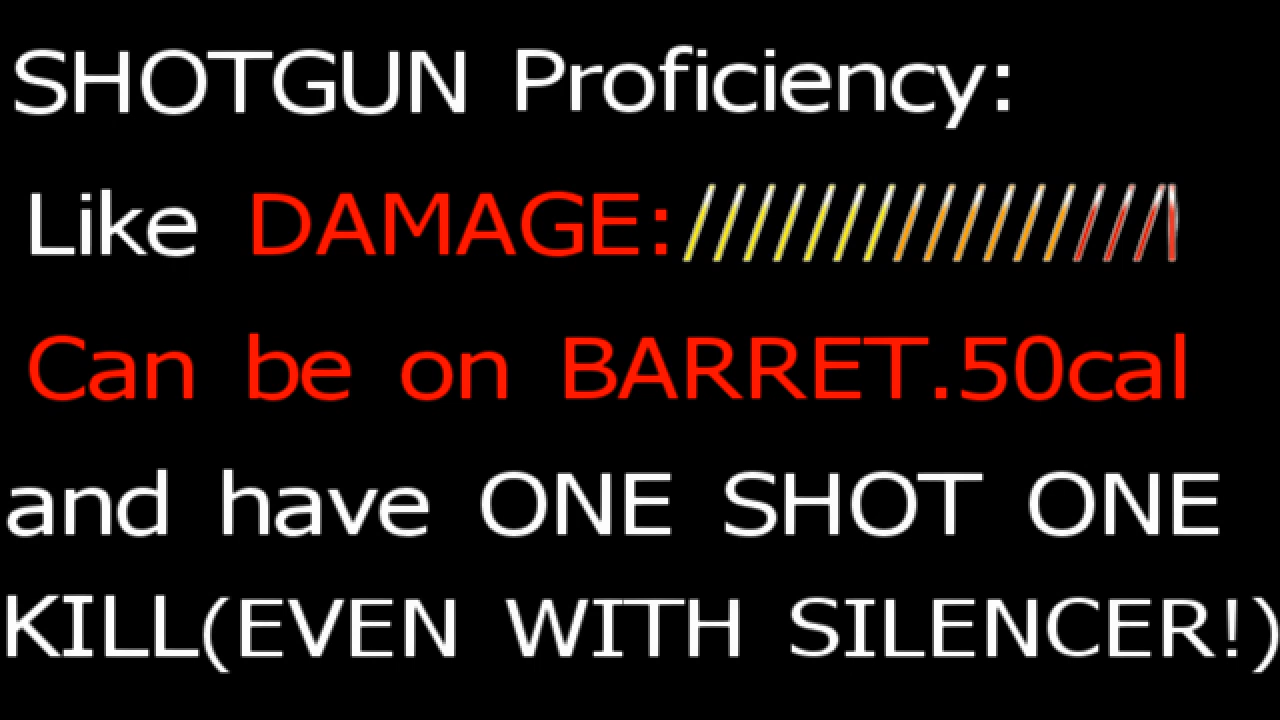 SHOTGUN Proficiency:
Like DAMAGE:////////////////|
Can be on BARRET.50cal
and have ONE SHOT ONE
KILL(EVEN WITH SILENCER!)